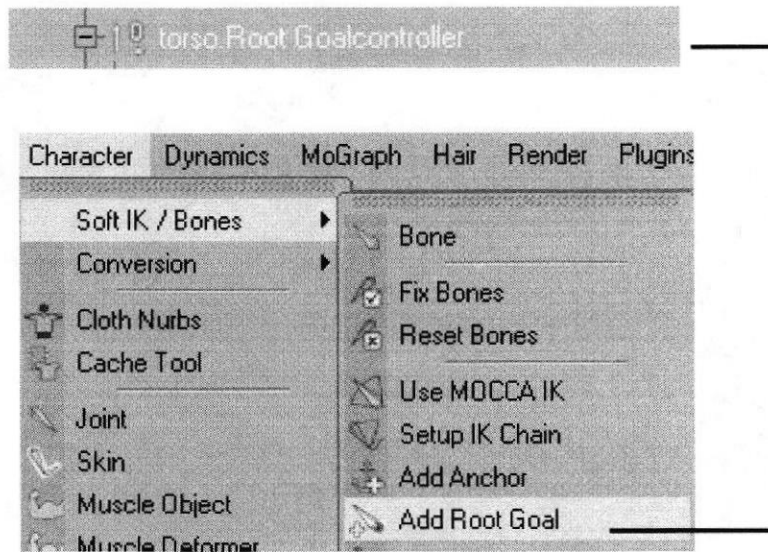 torso.Root Goalcontroller
Character Dynamics MoGraph Hair Render Plugins
Soft IK / Bones
Conversion
Cloth Nurbs
Cache Tool
Joint
Skin
Muscle Object
Muscle Deformer
Bone
Fix Bones
Reset Bones
Use MOCCA IK
Setup IK Chain
Add Anchor
Add Root Goal